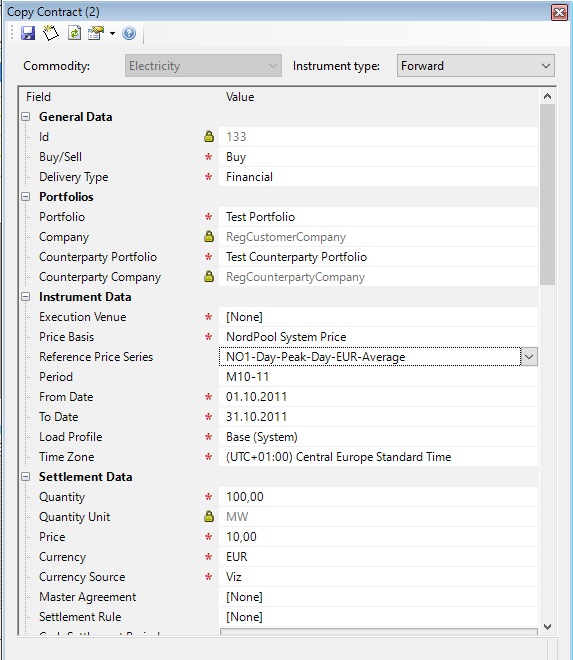 Copy Contract (2)
Commodity: Electricity Instrument type: Forward
Field Value
General Data
Id 133
Buy/Sell * Buy
Delivery Type * Financial
Portfolios
Portfolio * Test Portfolio
Company RegCustomerCompany
Counterparty Portfolio * Test Counterparty Portfolio
Counterparty Company RegCounterpartyCompany
Instrument Data
Execution Venue * [None]
Price Basis * NordPool System Price
Reference Price Series NO1-Day-Peak-Day-EUR-Average
Period M10-11
From Date * 01.10.2011
To Date * 31.10.2011
Load Profile * Base (System)
Time Zone * (UTC+01:00) Central Europe Standard Time
Settlement Data
Quantity * 100,00
Quantity Unit MW
Price * 10,00
Currency * EUR
Currency Source * Viz
Master Agreement [None]
Settlement Rule [None]